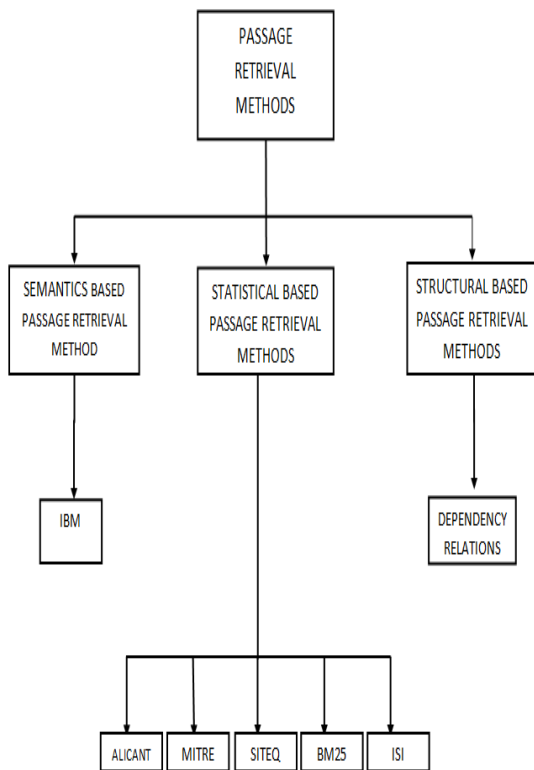 PASSAGE
RETRIEVAL
METHODS
SEMANTICS BASED
PASSAGE RETRIEVAL
METHOD
STATISTICAL BASED
PASSAGE RETRIEVAL
METHODS
STRUCTURAL BASED
PASSAGE RETRIEVAL
METHODS
IBM
DEPENDENCY
RELATIONS
ALICANT
MITRE
SITEQ
BM25
ISI